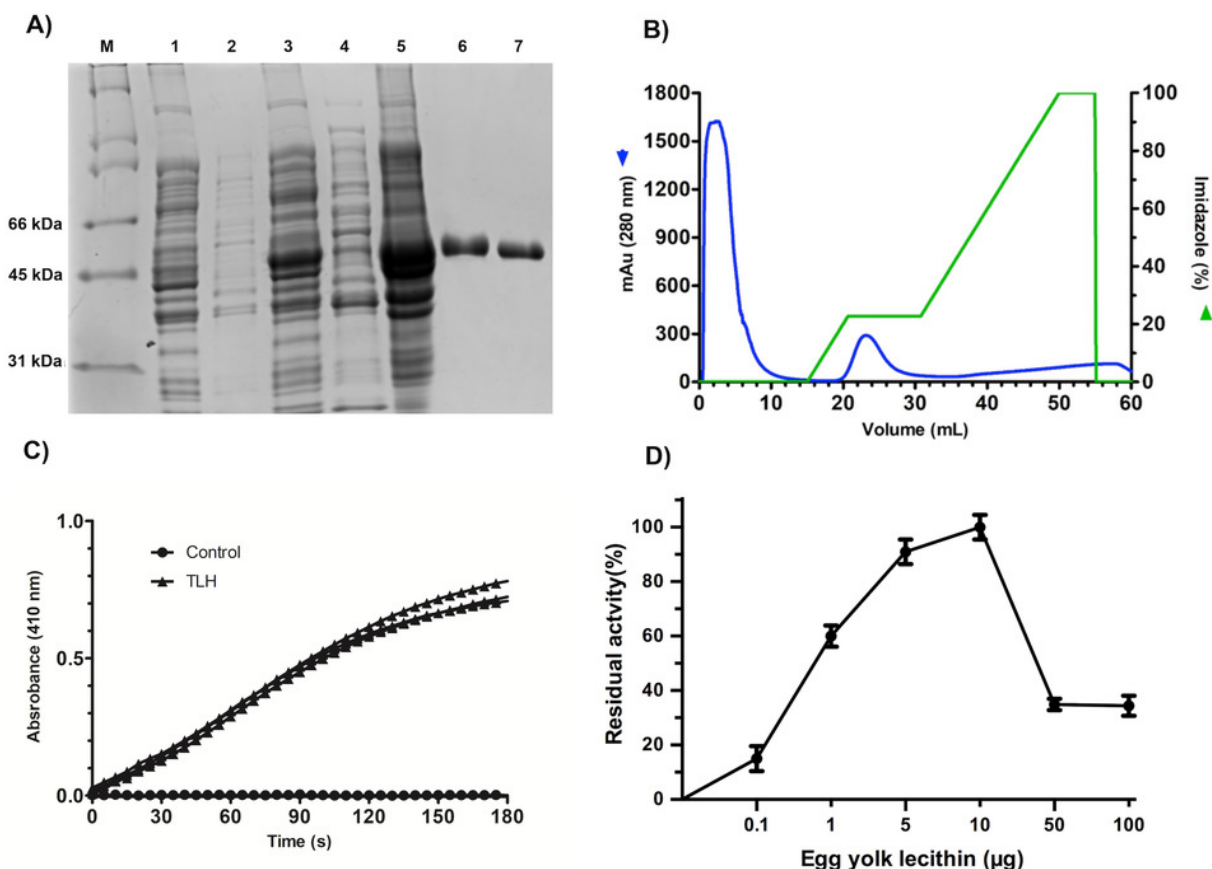 A)
M 1 2 3 4 5 6 7
66 kDa
45 kDa
31 kDa
B)
1800
1500
1200
900
600
300
0
mAu (280 nm)
100
80
60
40
20
0
Imidazole (%)
0 10 20 30 40 50 60
Volume (mL)
C)
1.0
0.5
0.0
Absrobance (410 nm)
Control
TLH
0 30 60 90 120 150 180
Time (s)
D)
100
80
60
40
20
0
Residual actvity(%)
0.1 1 5 10 50 100
Egg yolk lecithin (µg)